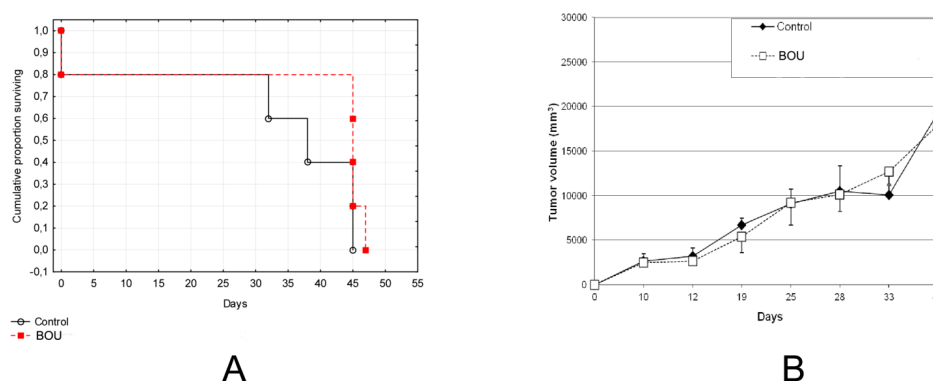 1,0
0,9
0,8
0,7
0,6
0,5
0,4
0,3
0,2
0,1
0,0
-0,1
Cumulative proportion surviving
0 5 10 15 20 25 30 35 40 45 50 55
Days
Control
BOU
A
30000
25000
20000
15000
10000
5000
0
Tumor volume (mm³)
Control
BOU
0 10 12 19 25 28 33
Days
B